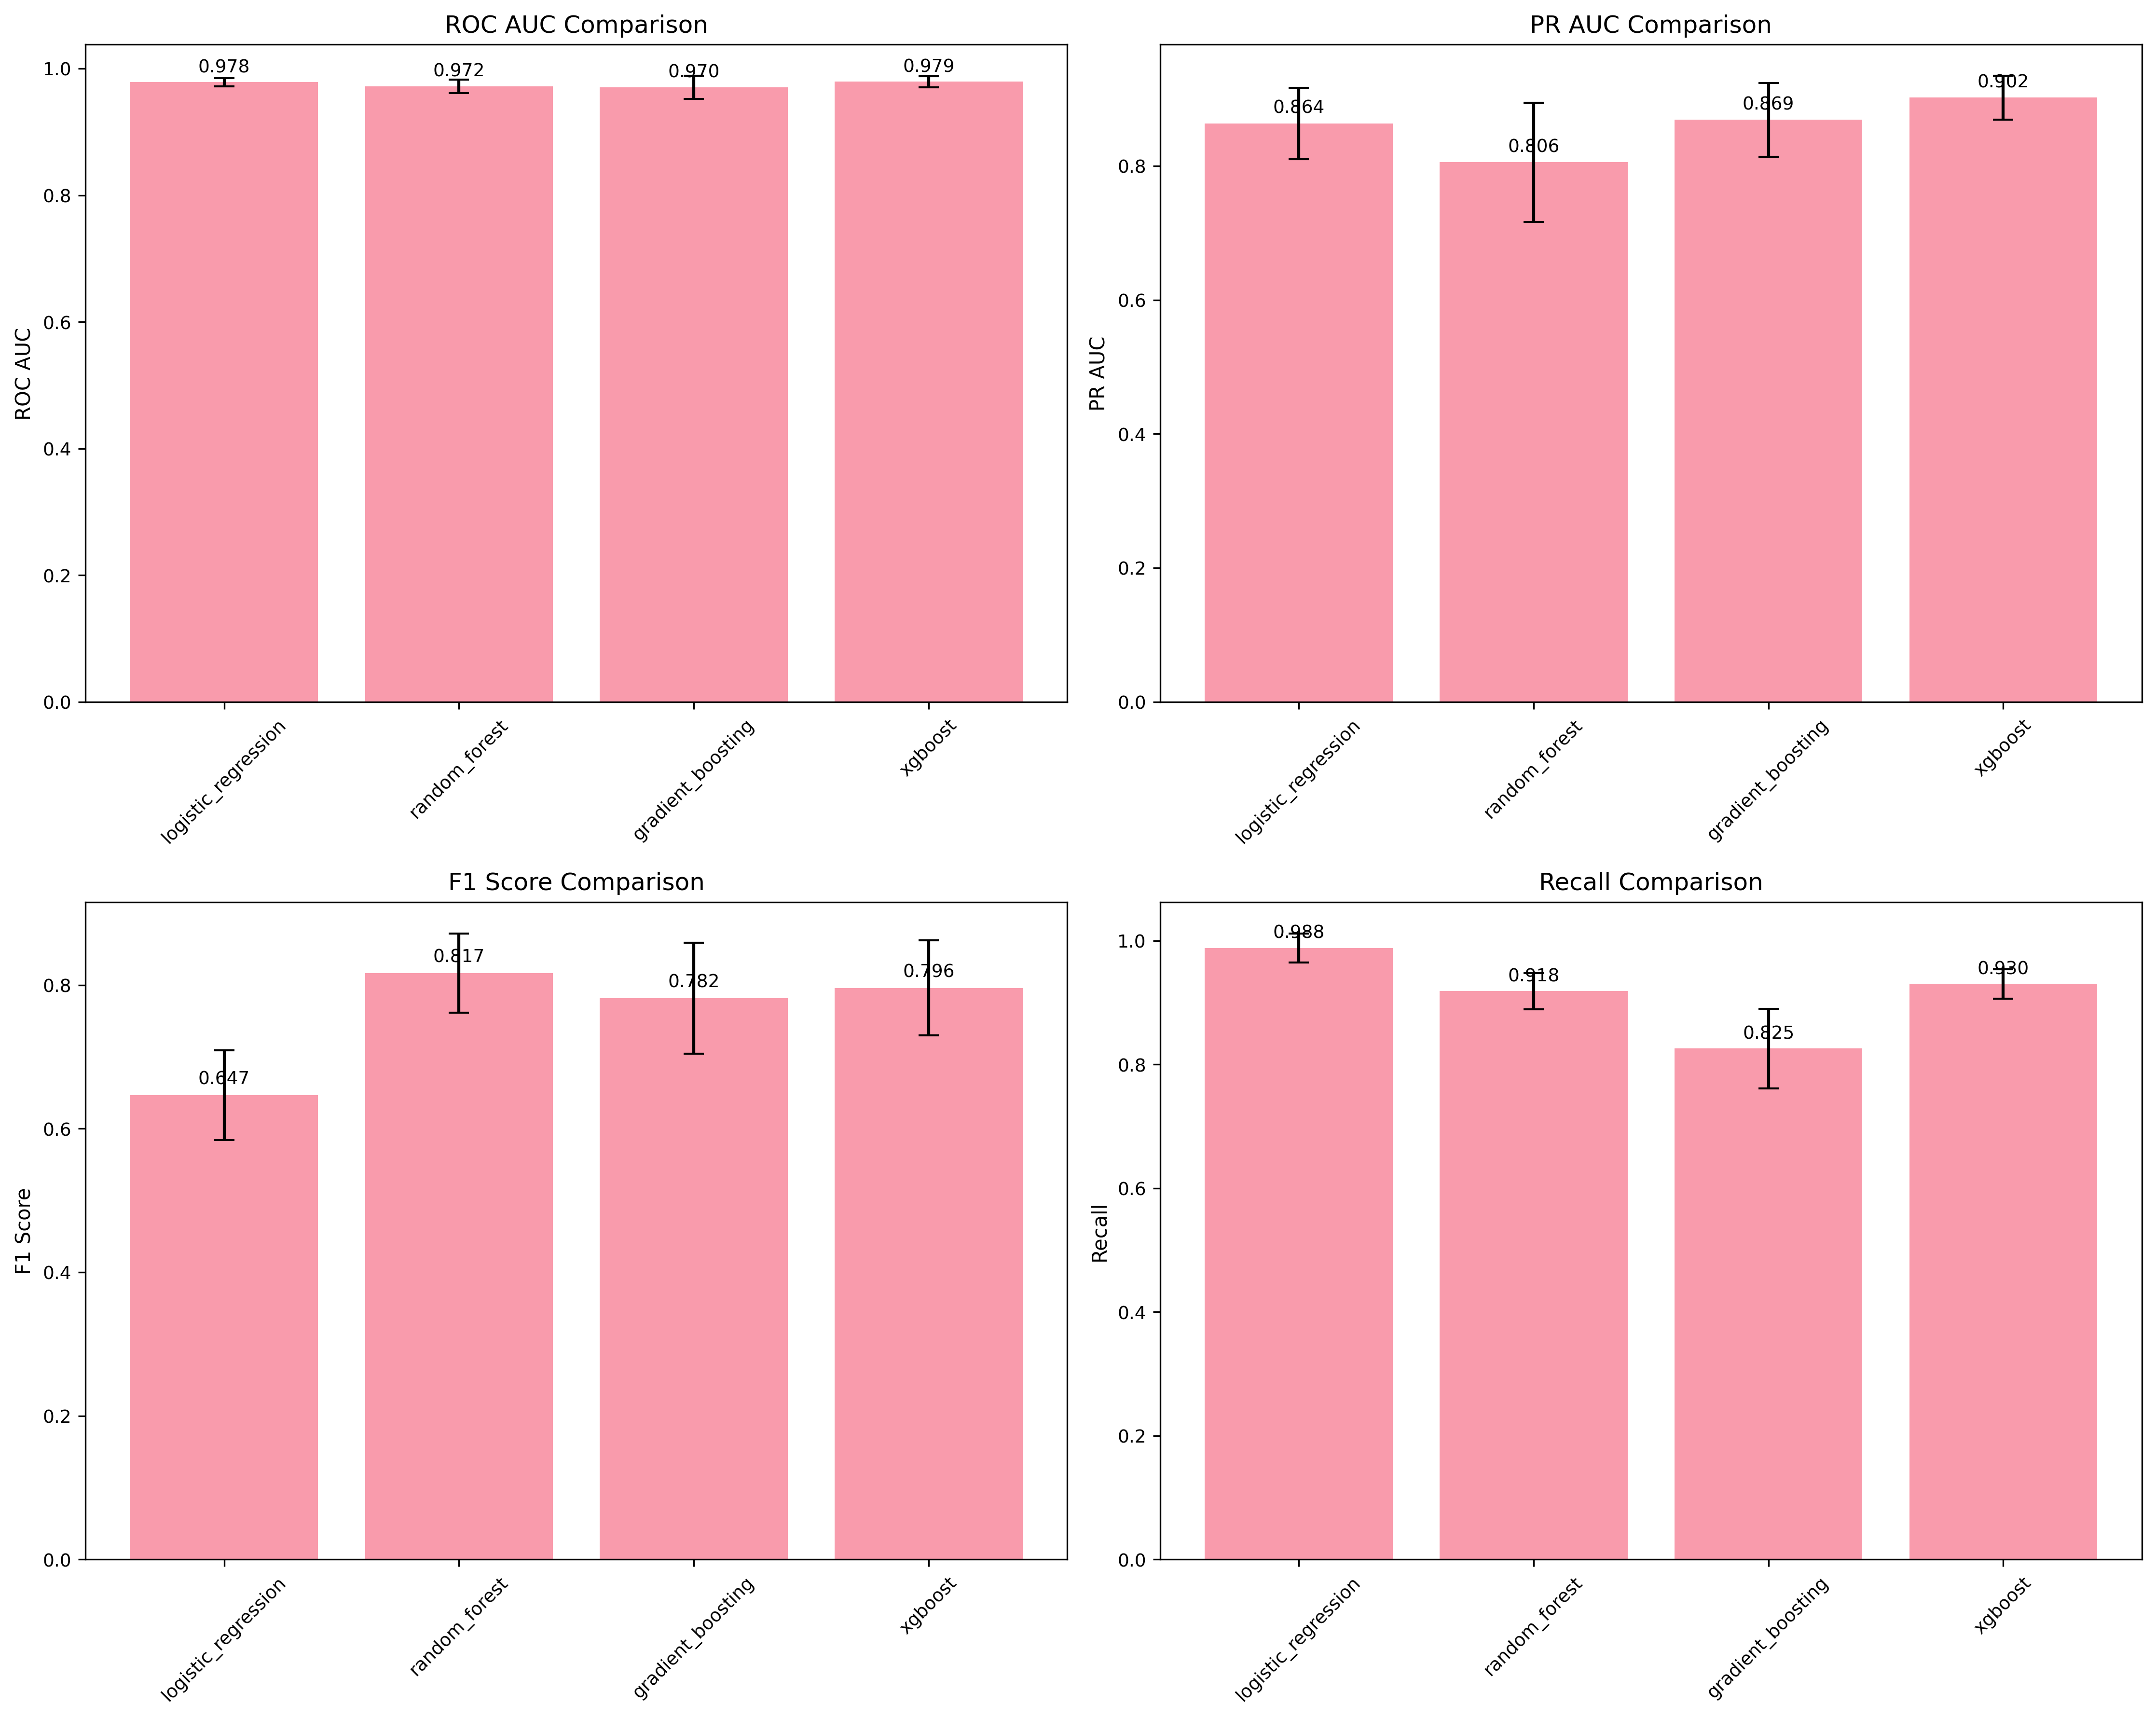 ROC AUC Comparison
ROC AUC
1.0
0.8
0.6
0.4
0.2
0.0
0.978
0.972
0.970
0.979
logistic_regression
random_forest
gradient_boosting
xgboost
PR AUC Comparison
PR AUC
0.8
0.6
0.4
0.2
0.0
0.864
0.806
0.869
0.902
logistic_regression
random_forest
gradient_boosting
xgboost
F1 Score Comparison
F1 Score
0.8
0.6
0.4
0.2
0.0
0.647
0.817
0.782
0.796
logistic_regression
random_forest
gradient_boosting
xgboost
Recall Comparison
Recall
1.0
0.8
0.6
0.4
0.2
0.0
0.988
0.918
0.825
0.930
logistic_regression
random_forest
gradient_boosting
xgboost